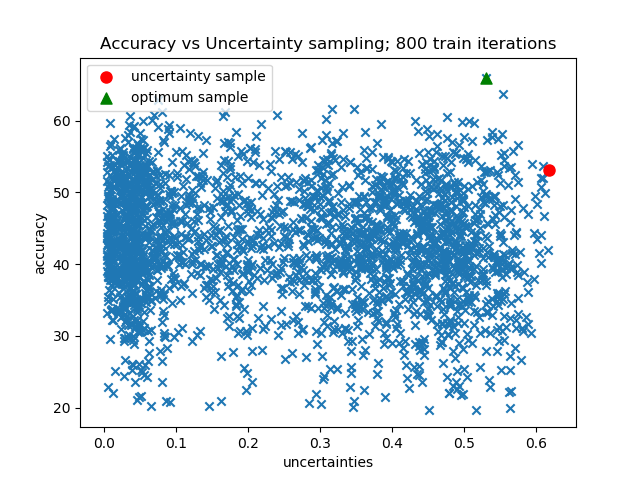 Accuracy vs Uncertainty sampling; 800 train iterations
uncertainty sample
optimum sample
accuracy
60
50
40
30
20
0.0 0.1 0.2 0.3 0.4 0.5 0.6
uncertainties